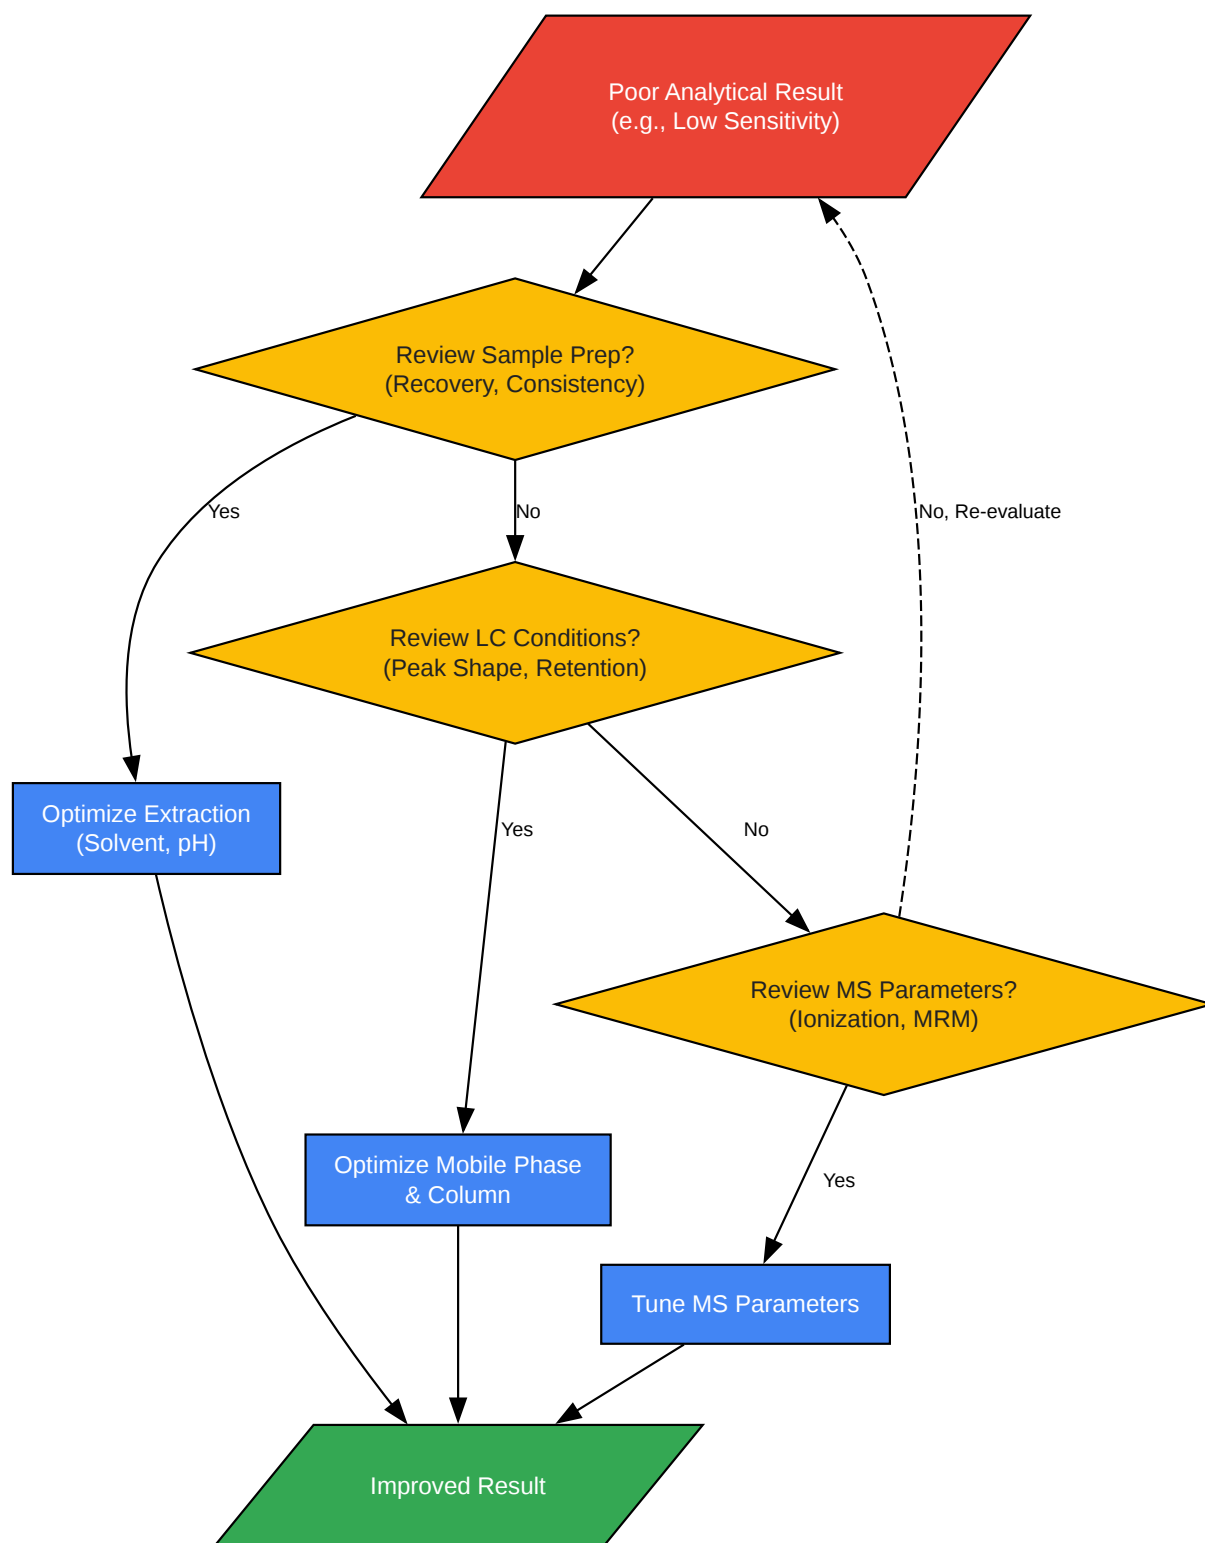 Poor Analytical Result
(e.g., Low Sensitivity)
Review Sample Prep?
(Recovery, Consistency)
Yes
No
No, Re-evaluate
Review LC Conditions?
(Peak Shape, Retention)
Optimize Extraction
(Solvent, pH)
Yes
No
Review MS Parameters?
(Ionization, MRM)
Optimize Mobile Phase
& Column
Yes
Tune MS Parameters
Improved Result